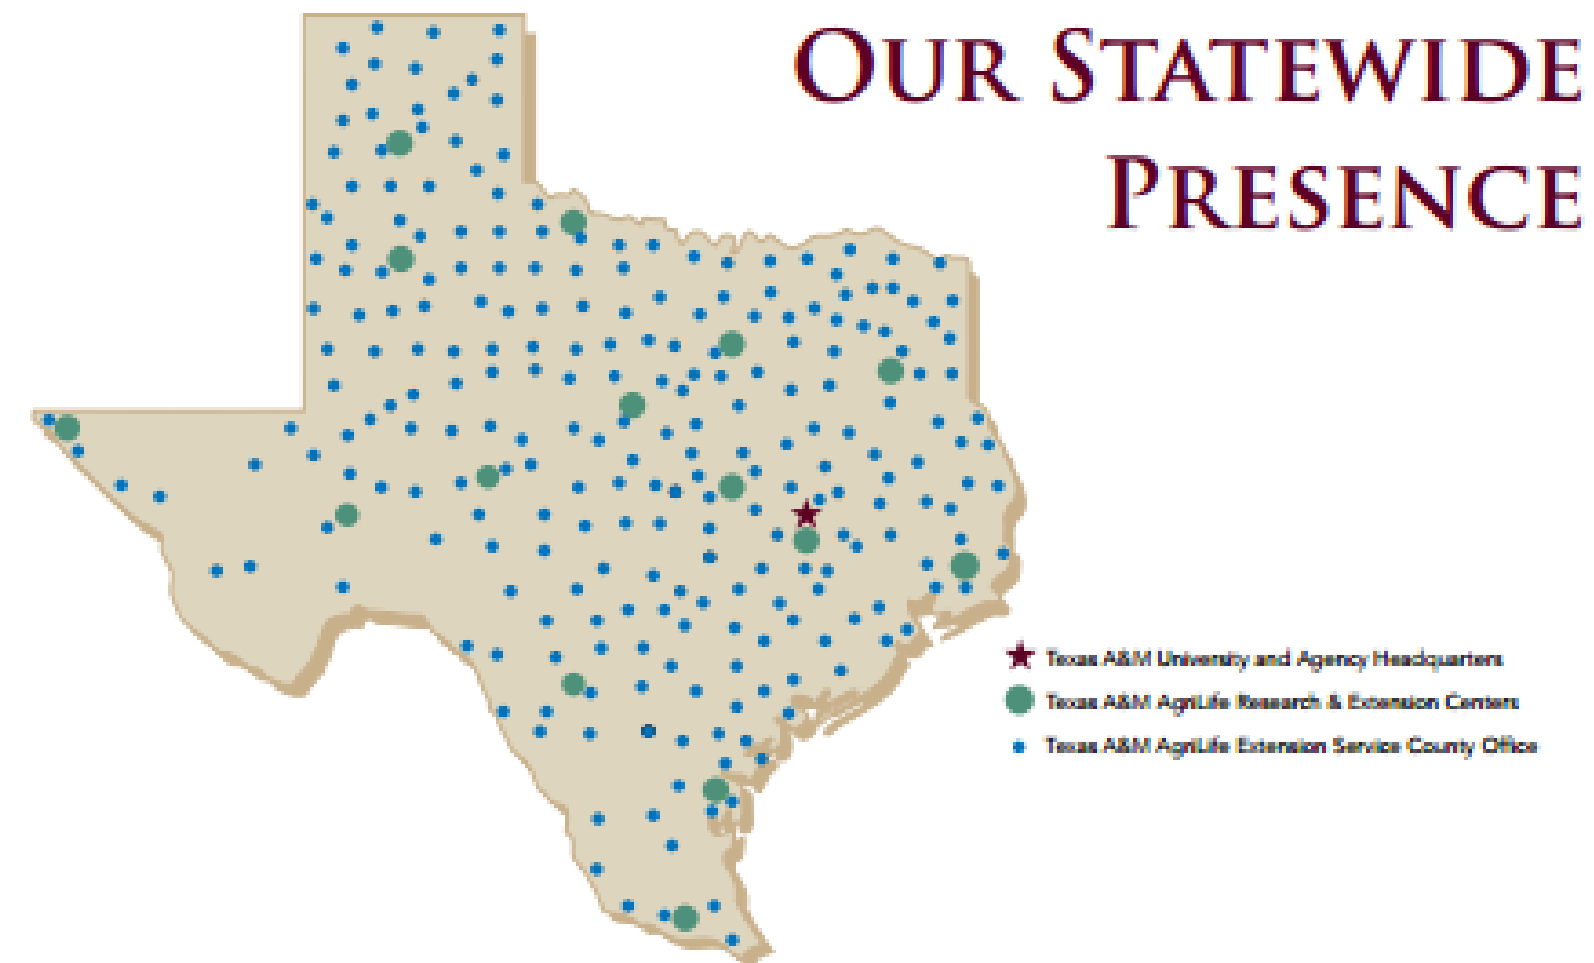 OUR STATEWIDE
PRESENCE
Texas A&M University and Agency Headquarters
Texas A&M AgriLife Research & Extension Centers
Texas A&M AgriLife Extension Service County Office